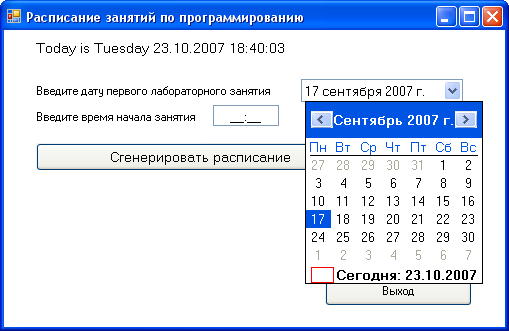 Расписание занятий по программированию
Today is Tuesday 23.10.2007 18:40:03
Введите дату первого лабораторного занятия
17 сентября 2007 г.
Введите время начала занятия
__:__
Сентябрь 2007 г.
Пн Вт Ср Чт Пт Сб Вс
27 28 29 30 31 1 2
3 4 5 6 7 8 9
10 11 12 13 14 15 16
17 18 19 20 21 22 23
24 25 26 27 28 29 30
1 2 3 4 5 6 7
Сегодня: 23.10.2007
Сгенерировать расписание
Выход